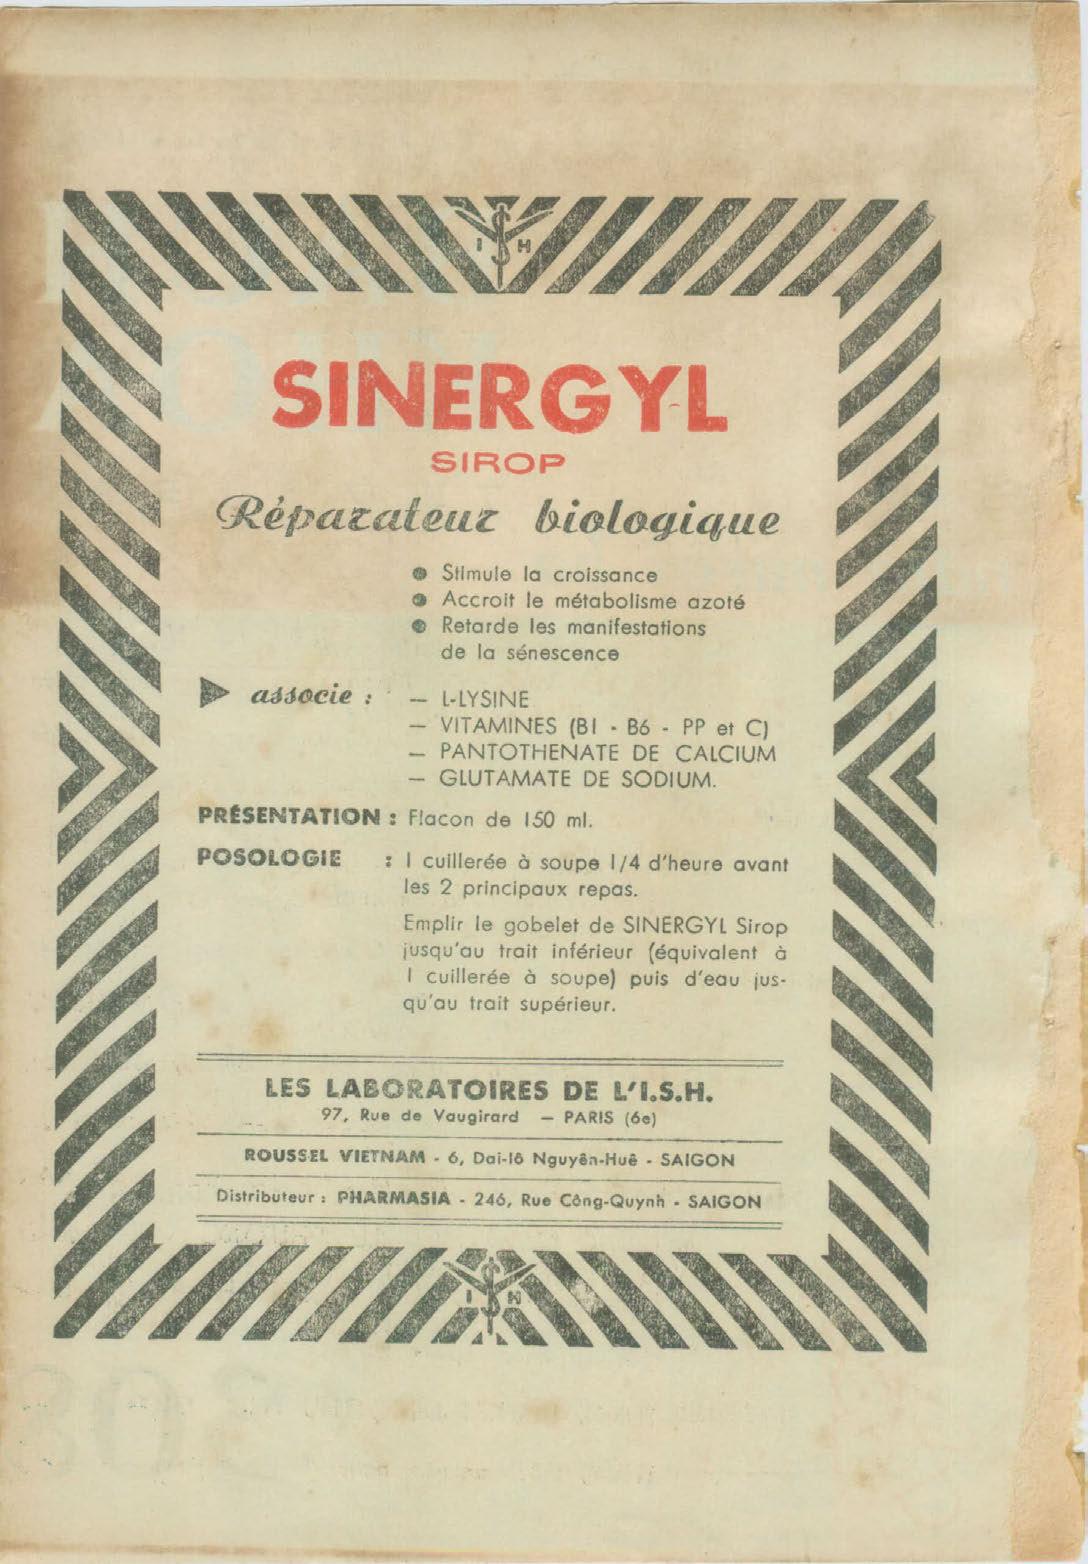 I S H
SINERGYL
SIROP
Réparateur biologique
● Stimule la croissance
● Accroit le métabolisme azoté
● Retarde les manifestations
de la sénescence
▶ associe : — L-LYSINE
— VITAMINES (B1 - B6 - PP et C)
— PANTOTHENATE DE CALCIUM
— GLUTAMATE DE SODIUM.
PRÉSENTATION : Flacon de 150 ml.
POSOLOGIE : 1 cuillerée à soupe 1/4 d'heure avant
les 2 principaux repas.
Emplir le gobelet de SINERGYL Sirop
jusqu'au trait inférieur (équivalent à
1 cuillerée à soupe) puis d'eau jus-
qu'au trait supérieur.
LES LABORATOIRES DE L'I.S.H.
97, Rue de Vaugirard — PARIS (6e)
ROUSSEL VIETNAM - 6, Dai-lô Nguyên-Huê - SAIGON
Distributeur : PHARMASIA - 246, Rue Công-Quynh - SAIGON
I S H